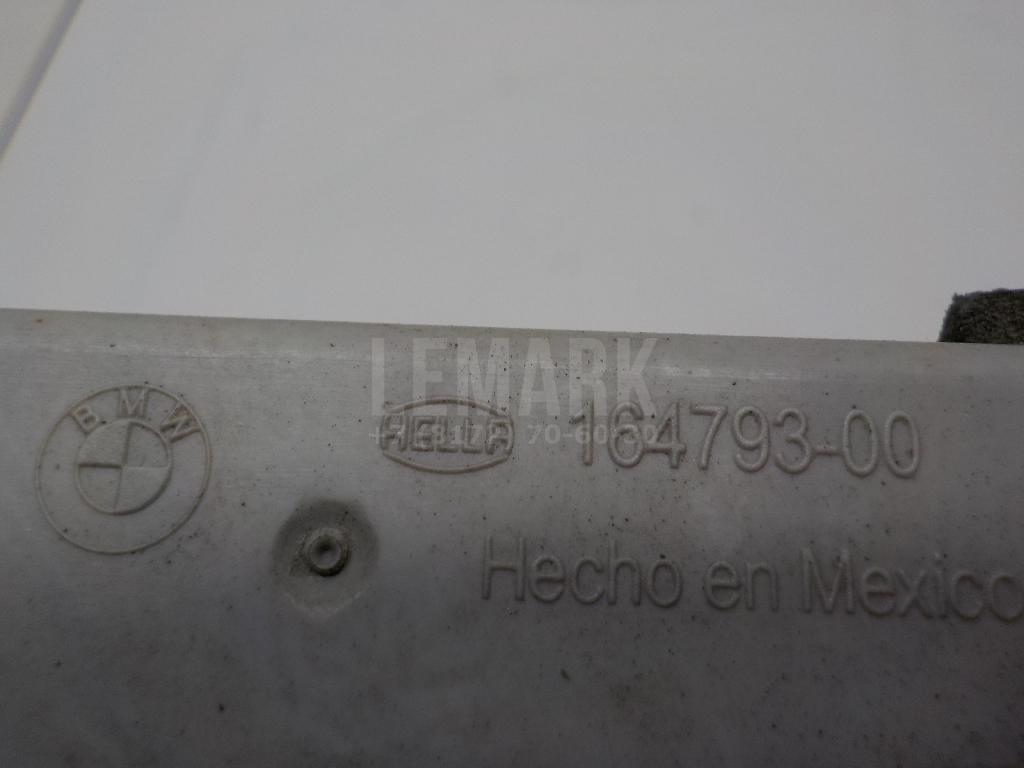 LEMARK
BMW
HELLA 164793-00
Hecho en Mexico